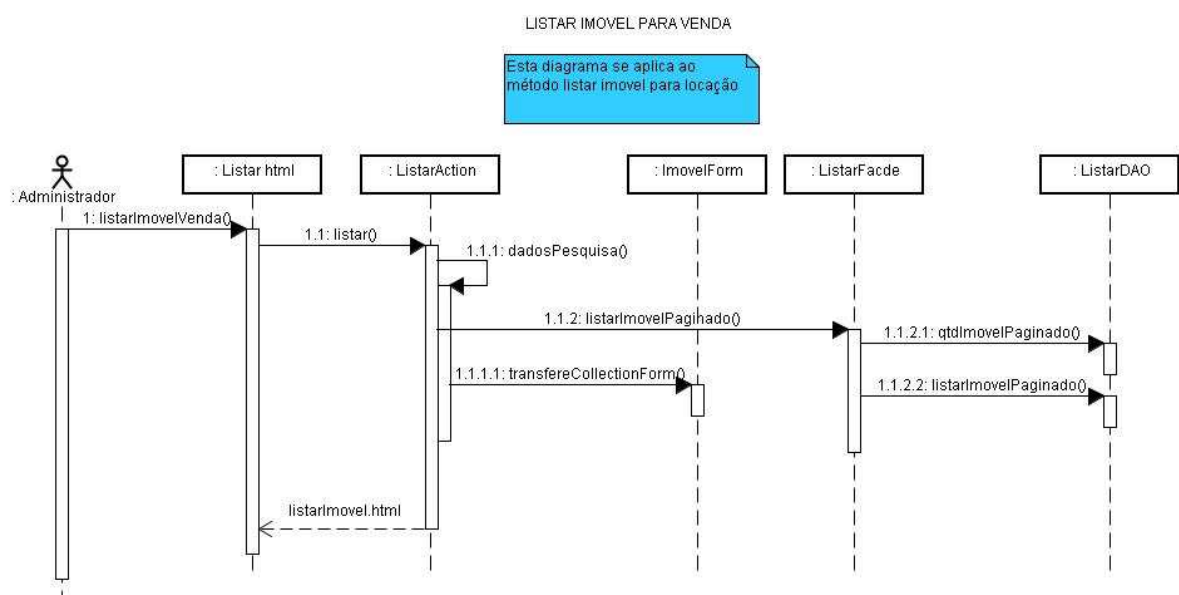 LISTAR IMOVEL PARA VENDA
Esta diagrama se aplica ao
método listar imovel para locação
: Administrador
: Listar html
: ListarAction
: ImovelForm
: ListarFacde
: ListarDAO
1: listarImovelVenda()
1.1: listar()
1.1.1: dadosPesquisa()
1.1.2: listarImovelPaginado()
1.1.2.1: qtdImovelPaginado()
1.1.1.1: transfereCollectionForm()
1.1.2.2: listarImovelPaginado()
listarImovel.html